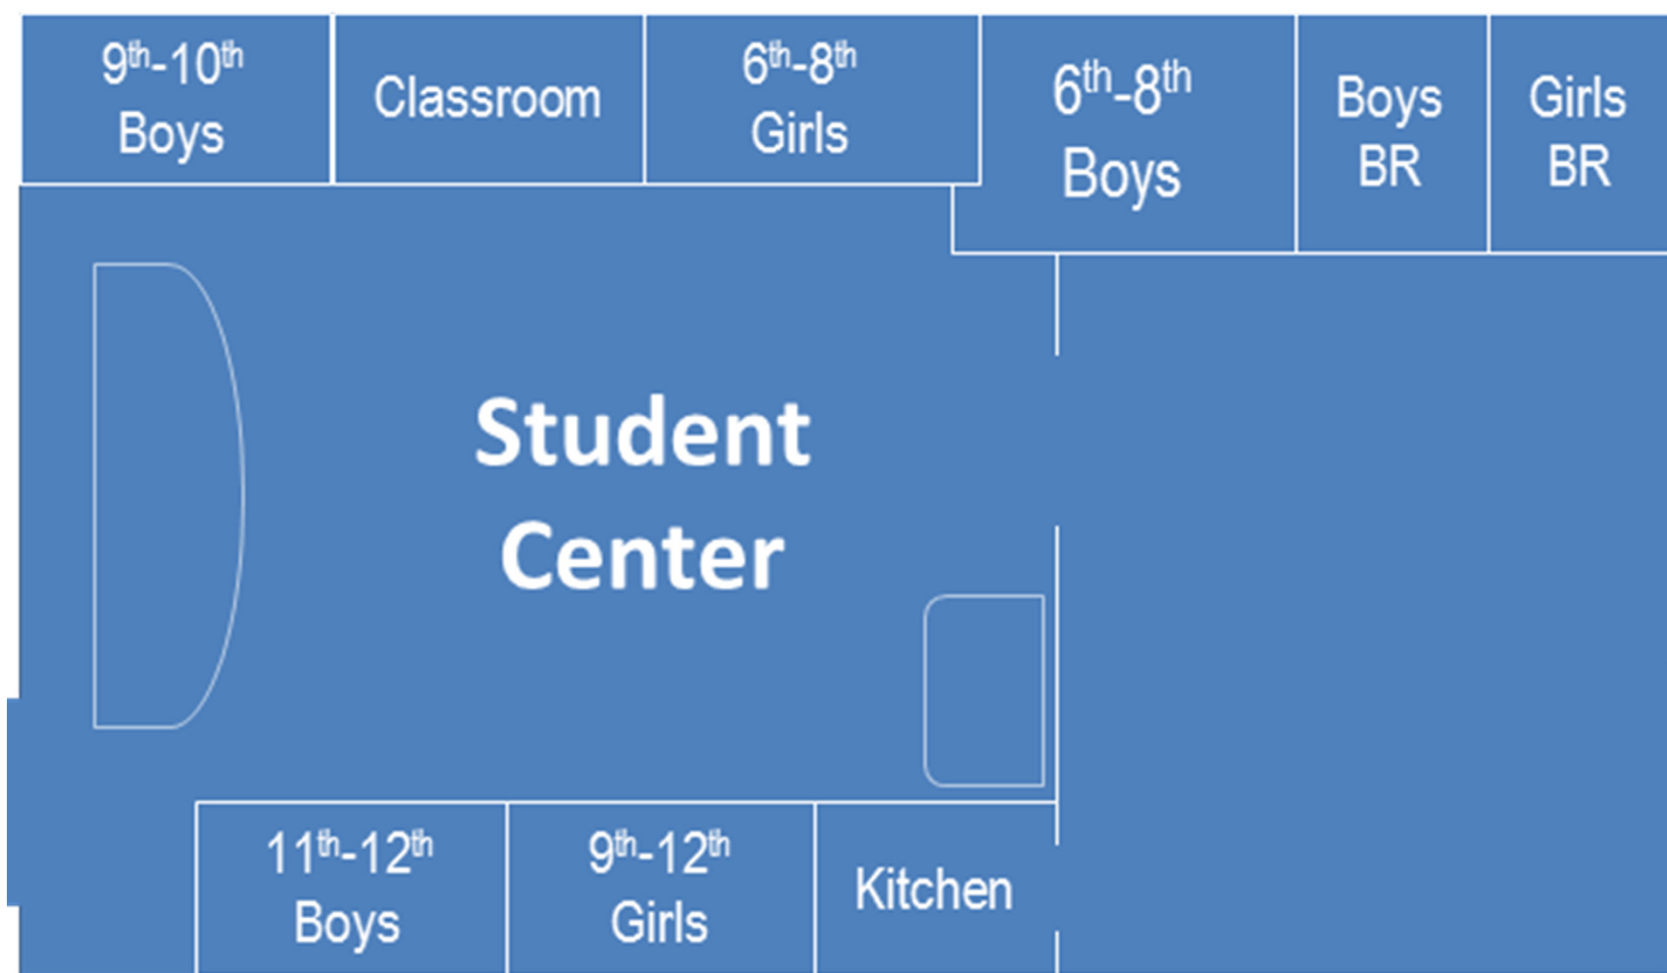 9th-10th
Boys
Classroom
6th-8th
Girls
6th-8th
Boys
Boys
BR
Girls
BR
Student
Center
11th-12th
Boys
9th-12th
Girls
Kitchen